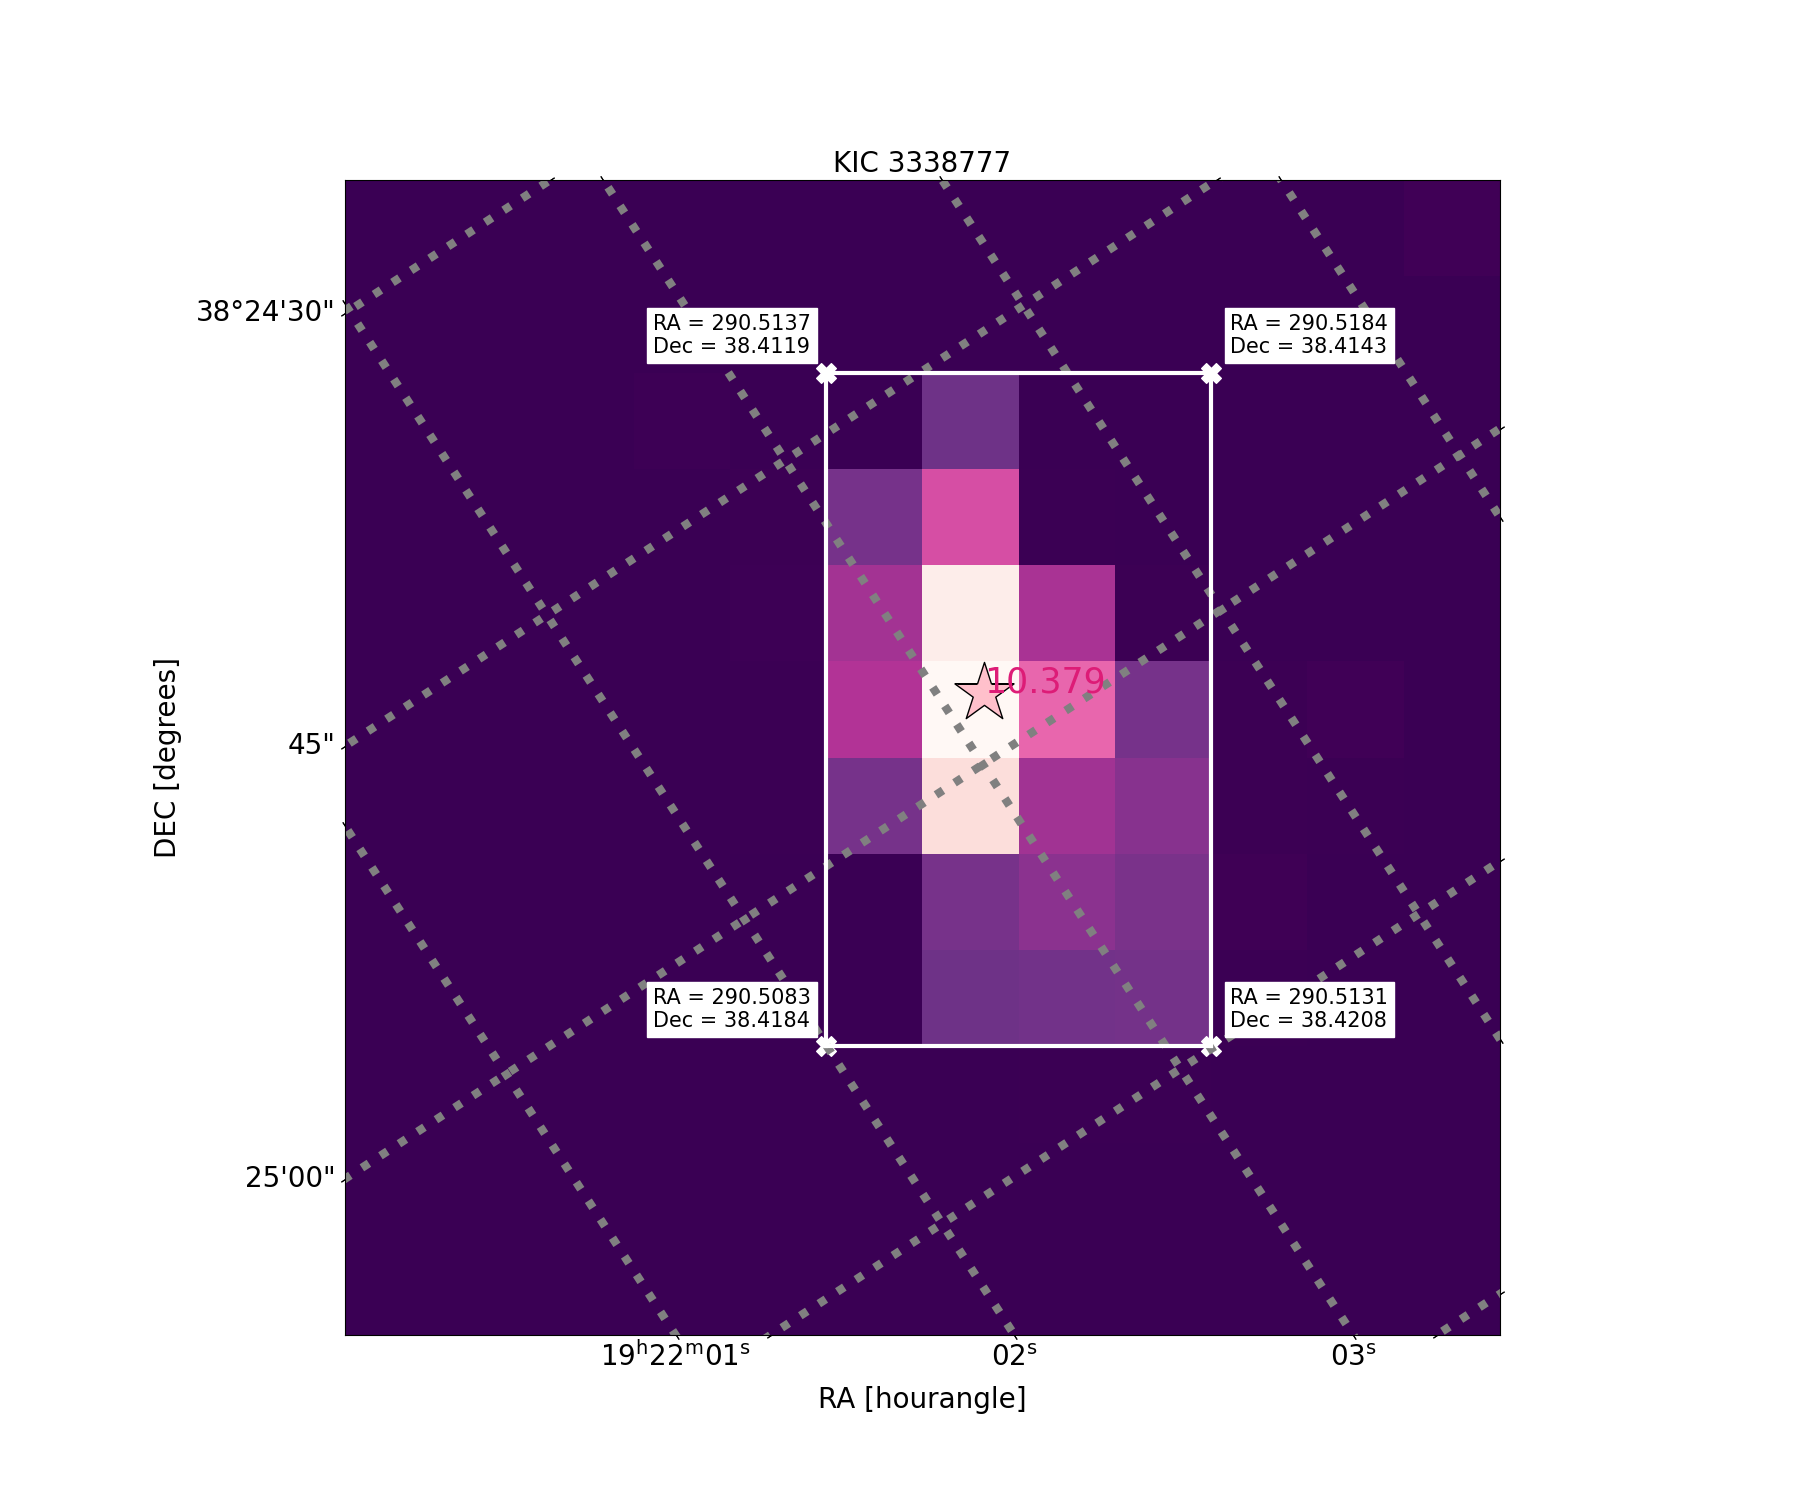 KIC 3338777
38°24'30"
RA = 290.5137
Dec = 38.4119
RA = 290.5184
Dec = 38.4143
10.379
45"
DEC [degrees]
RA = 290.5083
Dec = 38.4184
RA = 290.5131
Dec = 38.4208
25'00"
19ʰ22ᵐ01ˢ
02ˢ
03ˢ
RA [hourangle]